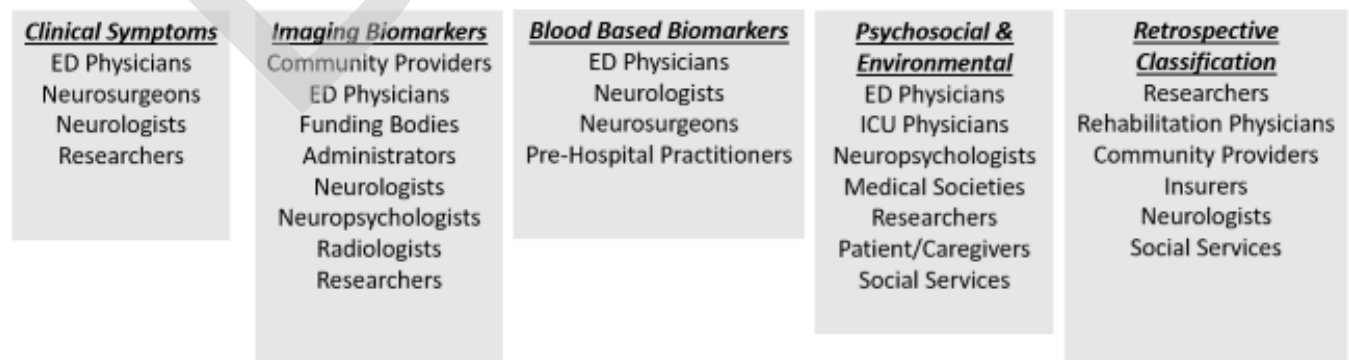 Clinical Symptoms
ED Physicians
Neurosurgeons
Neurologists
Researchers
Imaging Biomarkers
Community Providers
ED Physicians
Funding Bodies
Administrators
Neurologists
Neuropsychologists
Radiologists
Researchers
Blood Based Biomarkers
ED Physicians
Neurologists
Neurosurgeons
Pre-Hospital Practitioners
Psychosocial &
Environmental
ED Physicians
ICU Physicians
Neuropsychologists
Medical Societies
Researchers
Patient/Caregivers
Social Services
Retrospective
Classification
Researchers
Rehabilitation Physicians
Community Providers
Insurers
Neurologists
Social Services